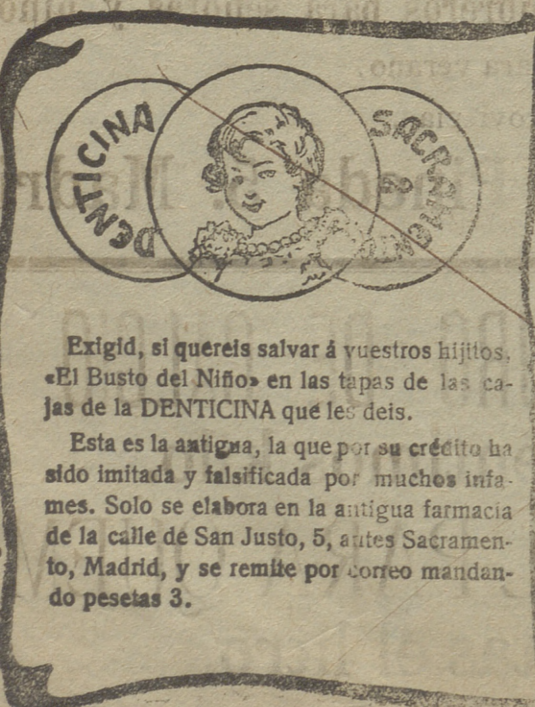 DENTICINA
SACRAMEN
2
Exigid, si quereis salvar á vuestros hijitos,
«El Busto del Niño» en las tapas de las ca-
jas de la DENTICINA que les deis.
Esta es la antigua, la que por su crédito ha
sido imitada y falsificada por muchos infa-
mes. Solo se elabora en la antigua farmacia
de la calle de San Justo, 5, antes Sacramen-
to, Madrid, y se remite por correo mandan-
do pesetas 3.